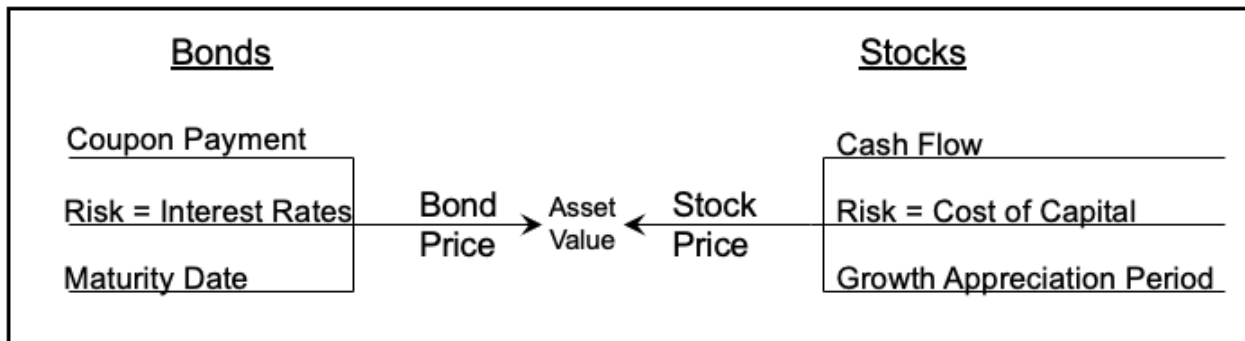 Bonds
Stocks
Coupon Payment
Cash Flow
Risk = Interest Rates
Bond
Price
Asset
Value
Stock
Price
Risk = Cost of Capital
Maturity Date
Growth Appreciation Period